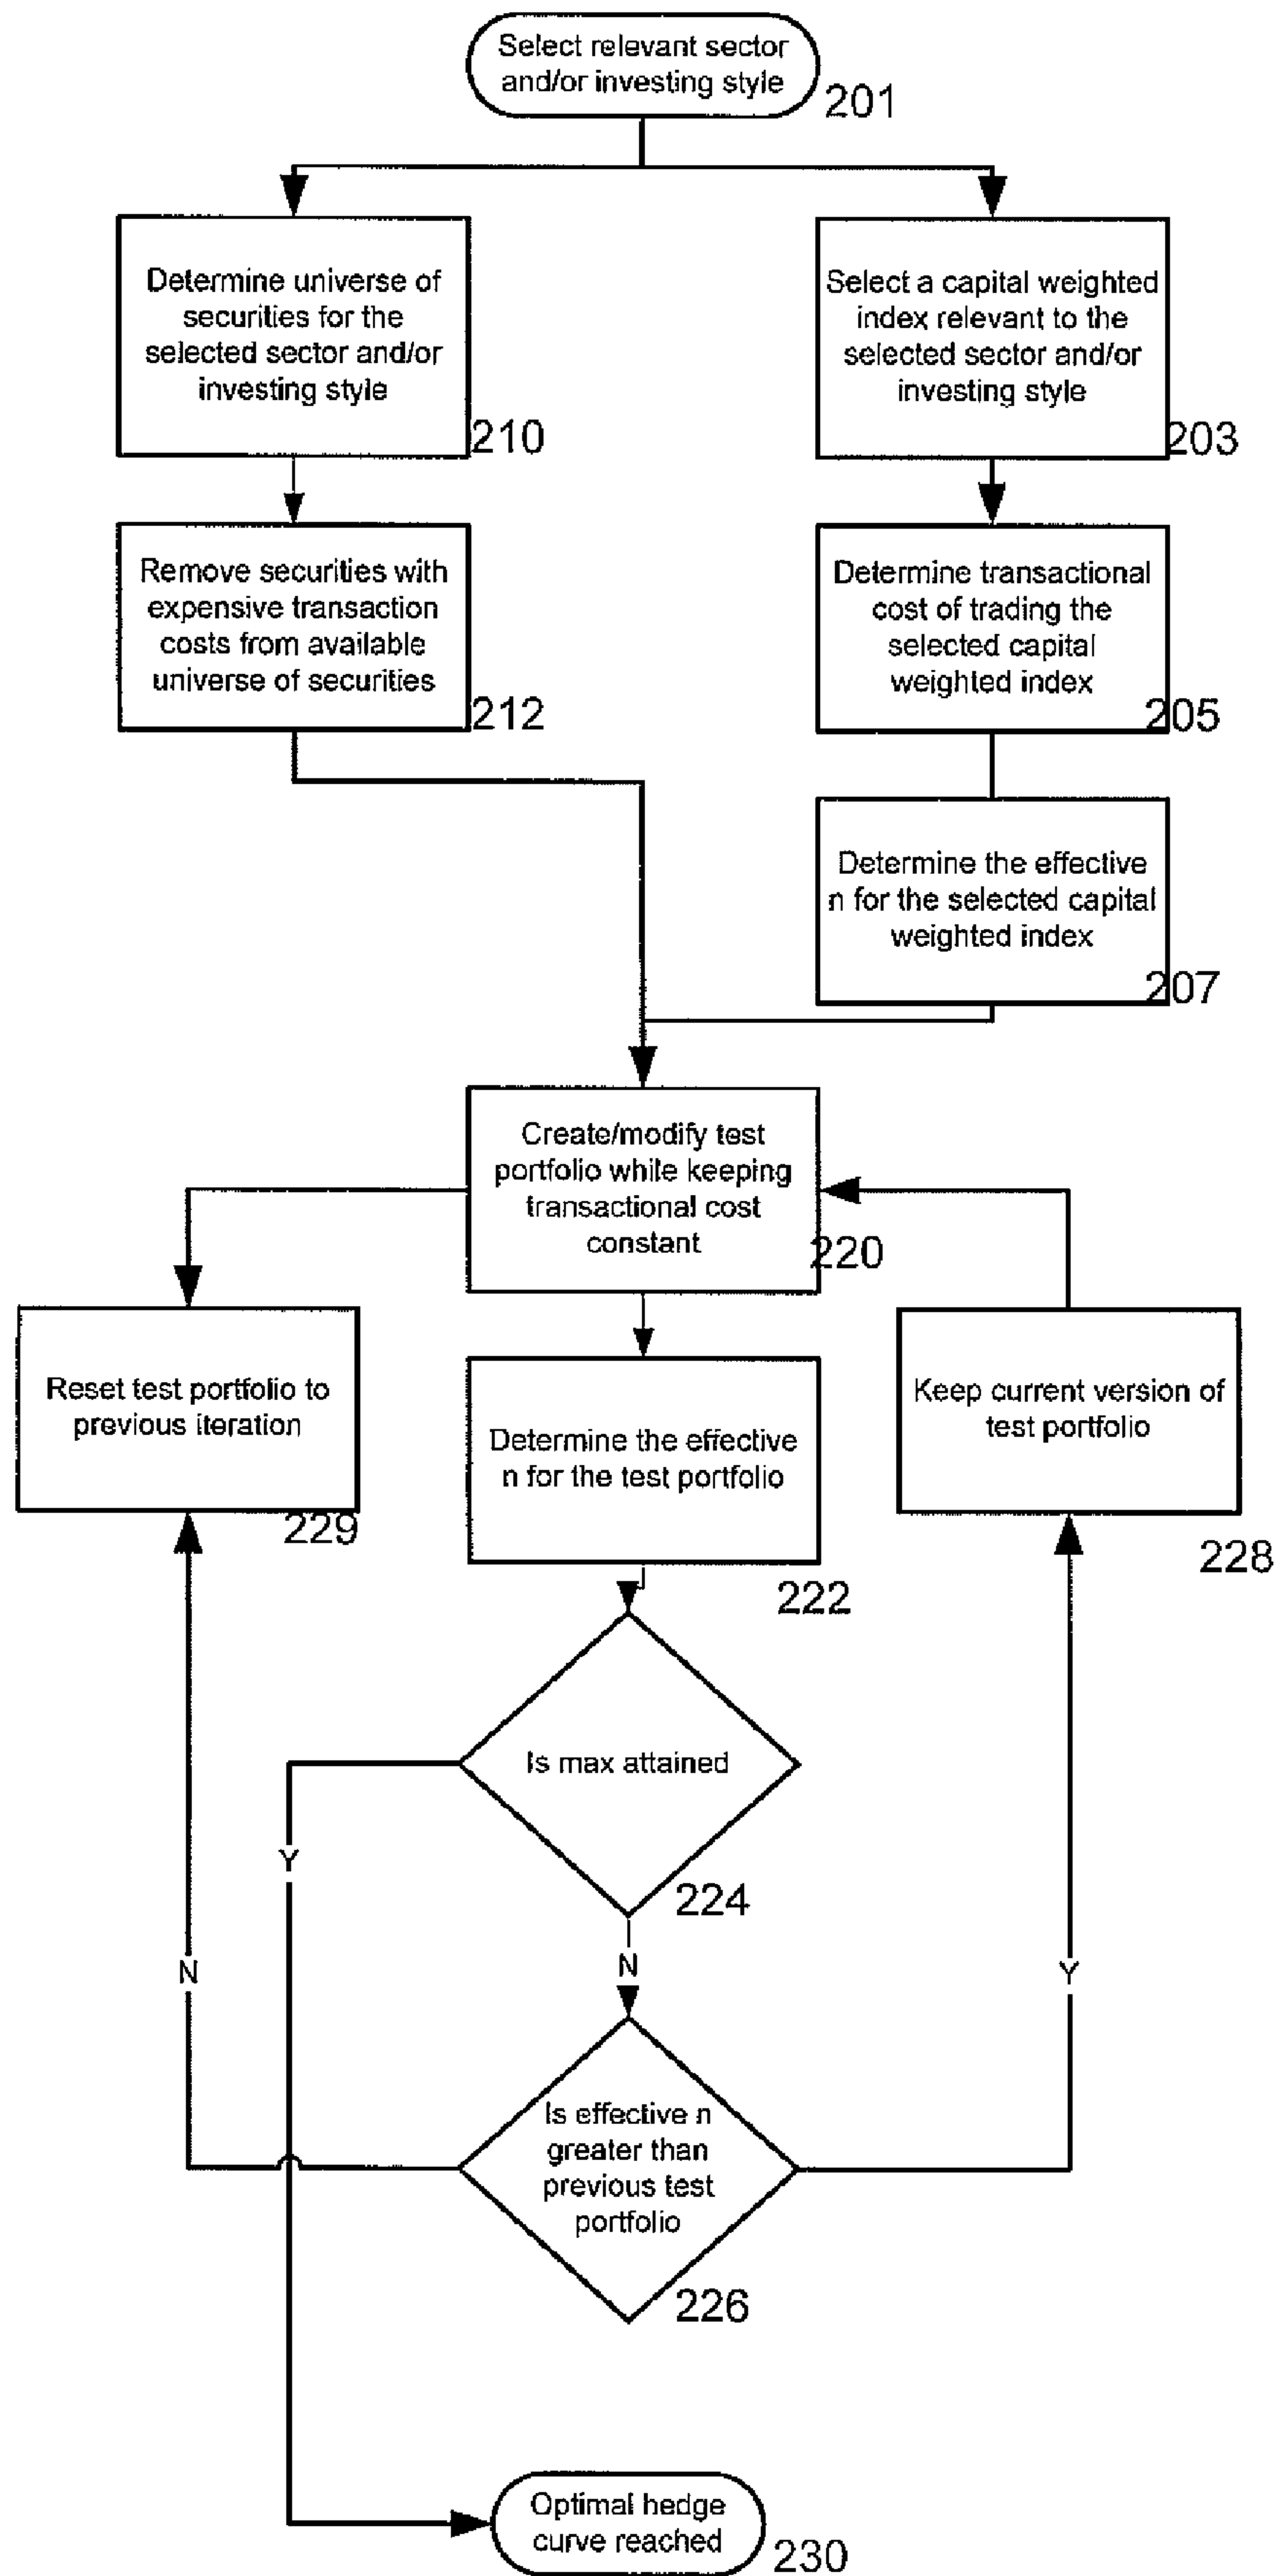 Select relevant sector
and/or investing style
201
Determine universe of
securities for the
selected sector and/or
investing style
210
Select a capital weighted
index relevant to the
selected sector and/or
investing style
203
Remove securities with
expensive transaction
costs from available
universe of securities
212
Determine transactional
cost of trading the
selected capital
weighted index
205
Determine the effective
n for the selected capital
weighted index
207
Create/modify test
portfolio while keeping
transactional cost
constant
220
Reset test portfolio to
previous iteration
229
Determine the effective
n for the test portfolio
222
Keep current version of
test portfolio
228
Is max attained
224
Y
N
N
Y
Is effective n
greater than
previous test
portfolio
226
Optimal hedge
curve reached
230